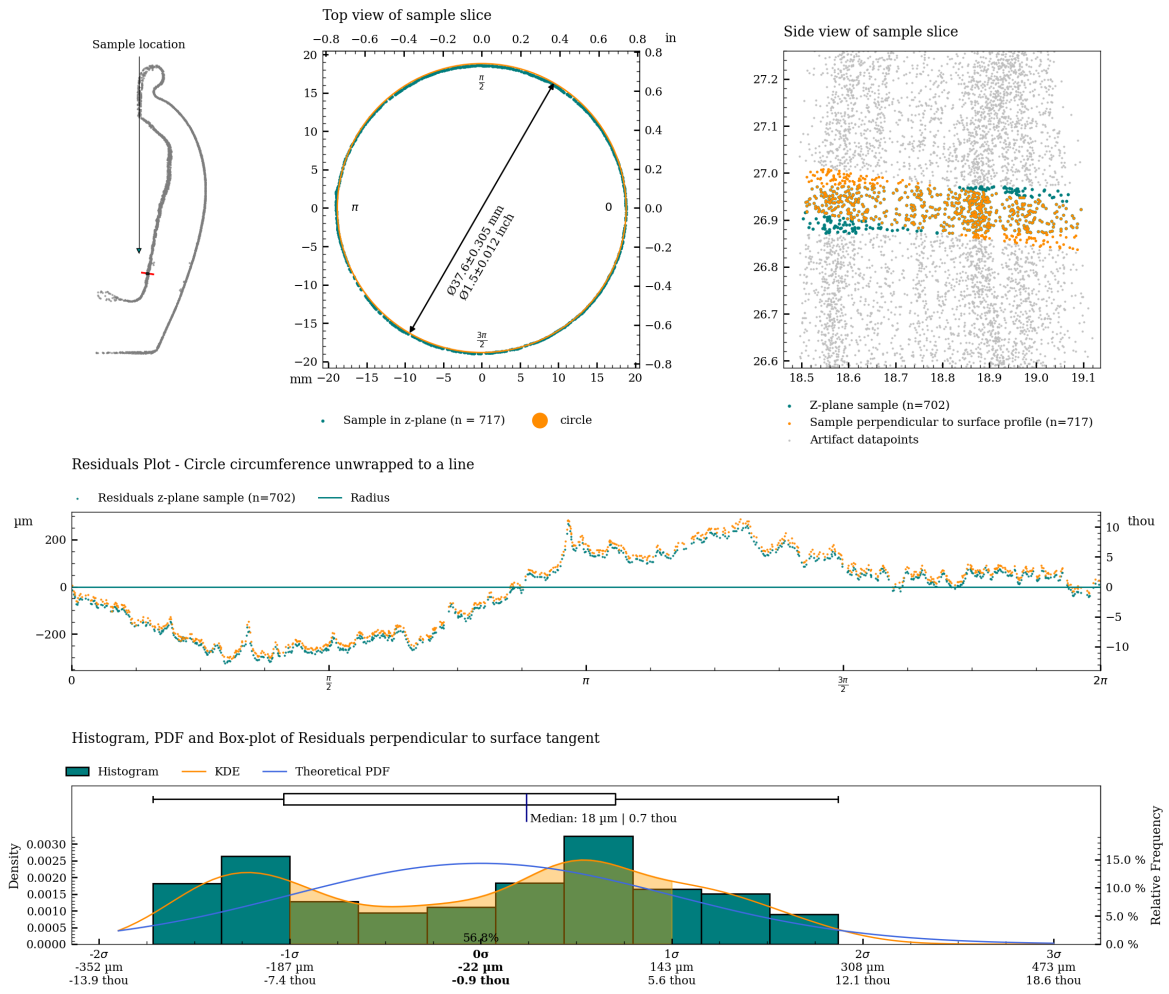 Sample location
Top view of sample slice
−0.8 −0.6 −0.4 −0.2 0.0 0.2 0.4 0.6 0.8 in
20
15
10
5
0
−5
−10
−15
−20
0.8
0.6
0.4
0.2
0.0
−0.2
−0.4
−0.6
−0.8
π/2
π
0
3π/2
Ø37.6±0.305 mm
Ø1.5±0.012 inch
mm −20 −15 −10 −5 0 5 10 15 20
Sample in z-plane (n = 717) circle
Side view of sample slice
27.2
27.1
27.0
26.9
26.8
26.7
26.6
18.5 18.6 18.7 18.8 18.9 19.0 19.1
Z-plane sample (n=702)
Sample perpendicular to surface profile (n=717)
Artifact datapoints
Residuals Plot - Circle circumference unwrapped to a line
Residuals z-plane sample (n=702) Radius
µm
200
0
−200
thou
10
5
0
−5
−10
0 π/2 π 3π/2 2π
Histogram, PDF and Box-plot of Residuals perpendicular to surface tangent
Histogram KDE Theoretical PDF
Median: 18 µm | 0.7 thou
Density
0.0030
0.0025
0.0020
0.0015
0.0010
0.0005
0.0000
Relative Frequency
15.0 %
10.0 %
5.0 %
0.0 %
56.8%
-2σ -1σ 0σ 1σ 2σ 3σ
-352 µm -187 µm -22 µm 143 µm 308 µm 473 µm
-13.9 thou -7.4 thou -0.9 thou 5.6 thou 12.1 thou 18.6 thou